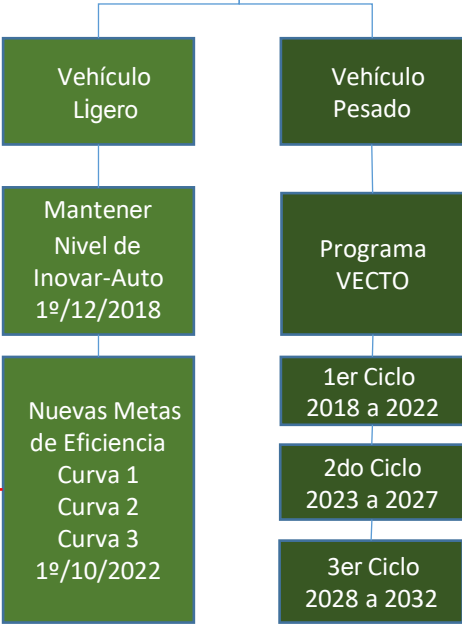 Vehículo
Ligero
Mantener
Nivel de
Inovar-Auto
1º/12/2018
Nuevas Metas
de Eficiencia
Curva 1
Curva 2
Curva 3
1º/10/2022
Vehículo
Pesado
Programa
VECTO
1er Ciclo
2018 a 2022
2do Ciclo
2023 a 2027
3er Ciclo
2028 a 2032